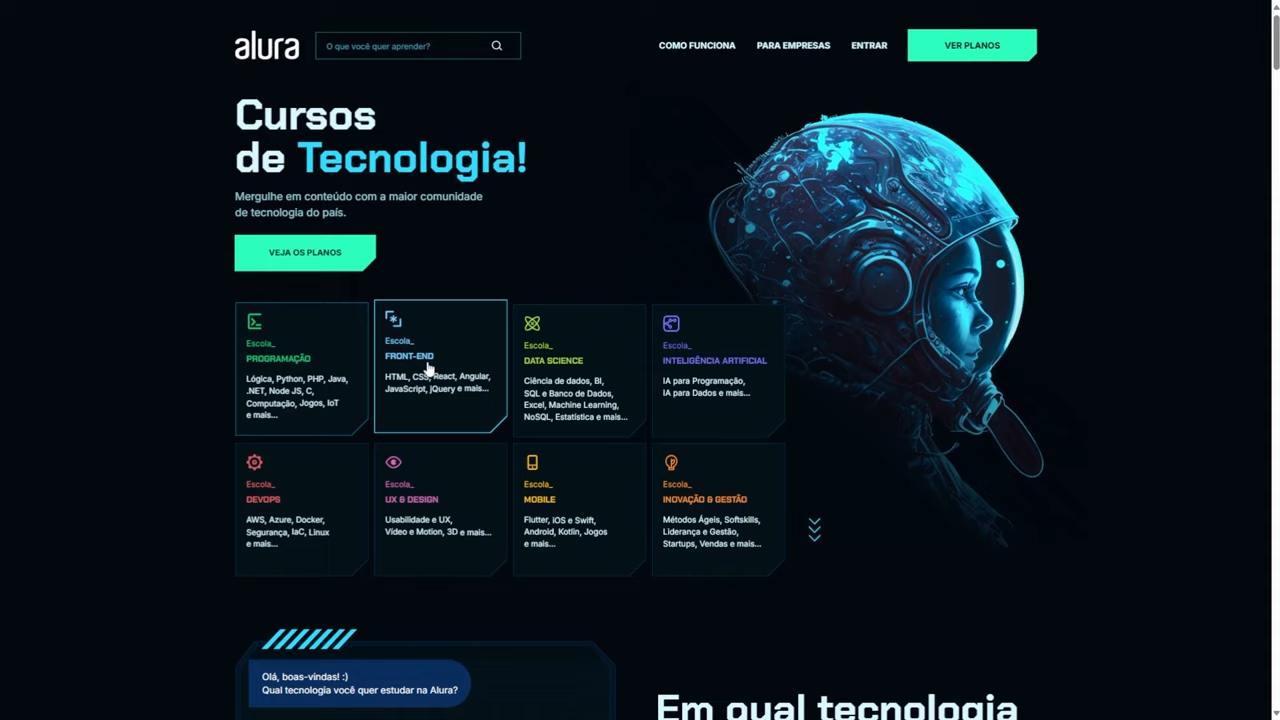 alura
O que você quer aprender?
COMO FUNCIONA
PARA EMPRESAS
ENTRAR
VER PLANOS
Cursos
de Tecnologia!
Mergulhe em conteúdo com a maior comunidade
de tecnologia do país.
VEJA OS PLANOS
Escola_
PROGRAMAÇÃO
Lógica, Python, PHP, Java,
.NET, Node JS, C,
Computação, Jogos, IoT
e mais...
Escola_
FRONT-END
HTML, CSS, React, Angular,
JavaScript, jQuery e mais...
Escola_
DATA SCIENCE
Ciência de dados, BI,
SQL e Banco de Dados,
Excel, Machine Learning,
NoSQL, Estatística e mais...
Escola_
INTELIGÊNCIA ARTIFICIAL
IA para Programação,
IA para Dados e mais...
Escola_
DEVOPS
AWS, Azure, Docker,
Segurança, IaC, Linux
e mais...
Escola_
UX & DESIGN
Usabilidade e UX,
Vídeo e Motion, 3D e mais...
Escola_
MOBILE
Flutter, iOS e Swift,
Android, Kotlin, Jogos
e mais...
Escola_
INOVAÇÃO & GESTÃO
Métodos Ágeis, Softskills,
Liderança e Gestão,
Startups, Vendas e mais...
Olá, boas-vindas! :)
Qual tecnologia você quer estudar na Alura?
Em qual tecnologia